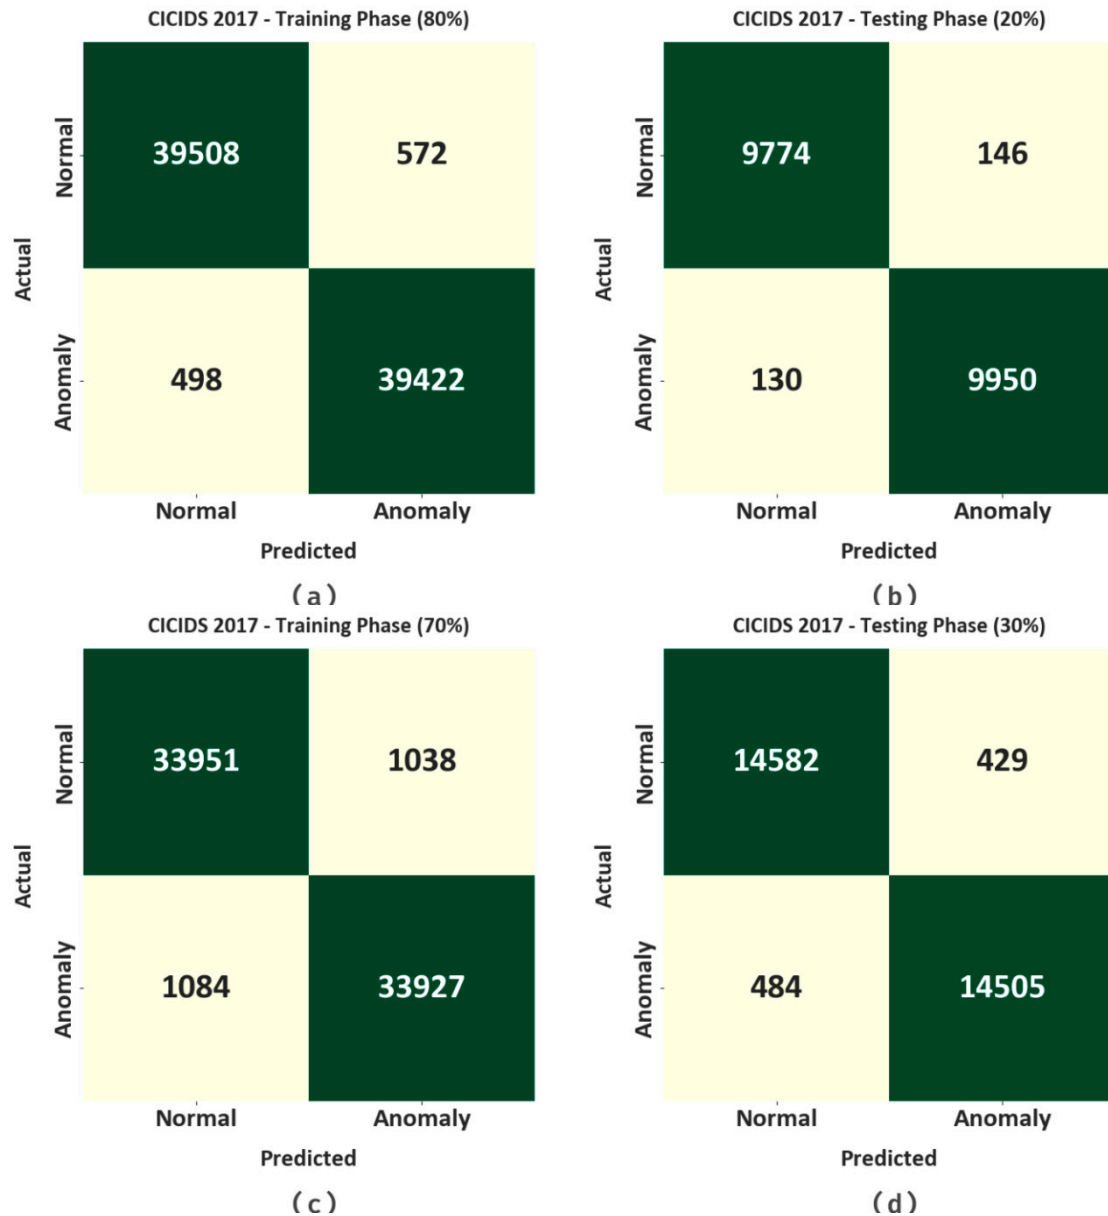 CICIDS 2017 - Training Phase (80%)
Actual
Normal
39508
572
Anomaly
498
39422
Normal
Anomaly
Predicted
(a)
CICIDS 2017 - Testing Phase (20%)
Actual
Normal
9774
146
Anomaly
130
9950
Normal
Anomaly
Predicted
(b)
CICIDS 2017 - Training Phase (70%)
Actual
Normal
33951
1038
Anomaly
1084
33927
Normal
Anomaly
Predicted
(c)
CICIDS 2017 - Testing Phase (30%)
Actual
Normal
14582
429
Anomaly
484
14505
Normal
Anomaly
Predicted
(d)